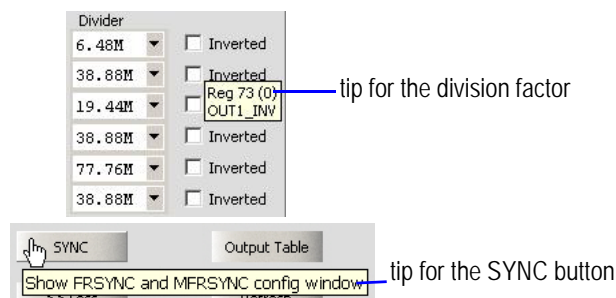 Divider
6.48M Inverted
38.88M Inverted
19.44M Reg 73 (0) tip for the division factor
OUT1_INV
38.88M Inverted
77.76M Inverted
38.88M Inverted
SYNC Output Table
Show FRSYNC and MFRSYNC config window tip for the SYNC button